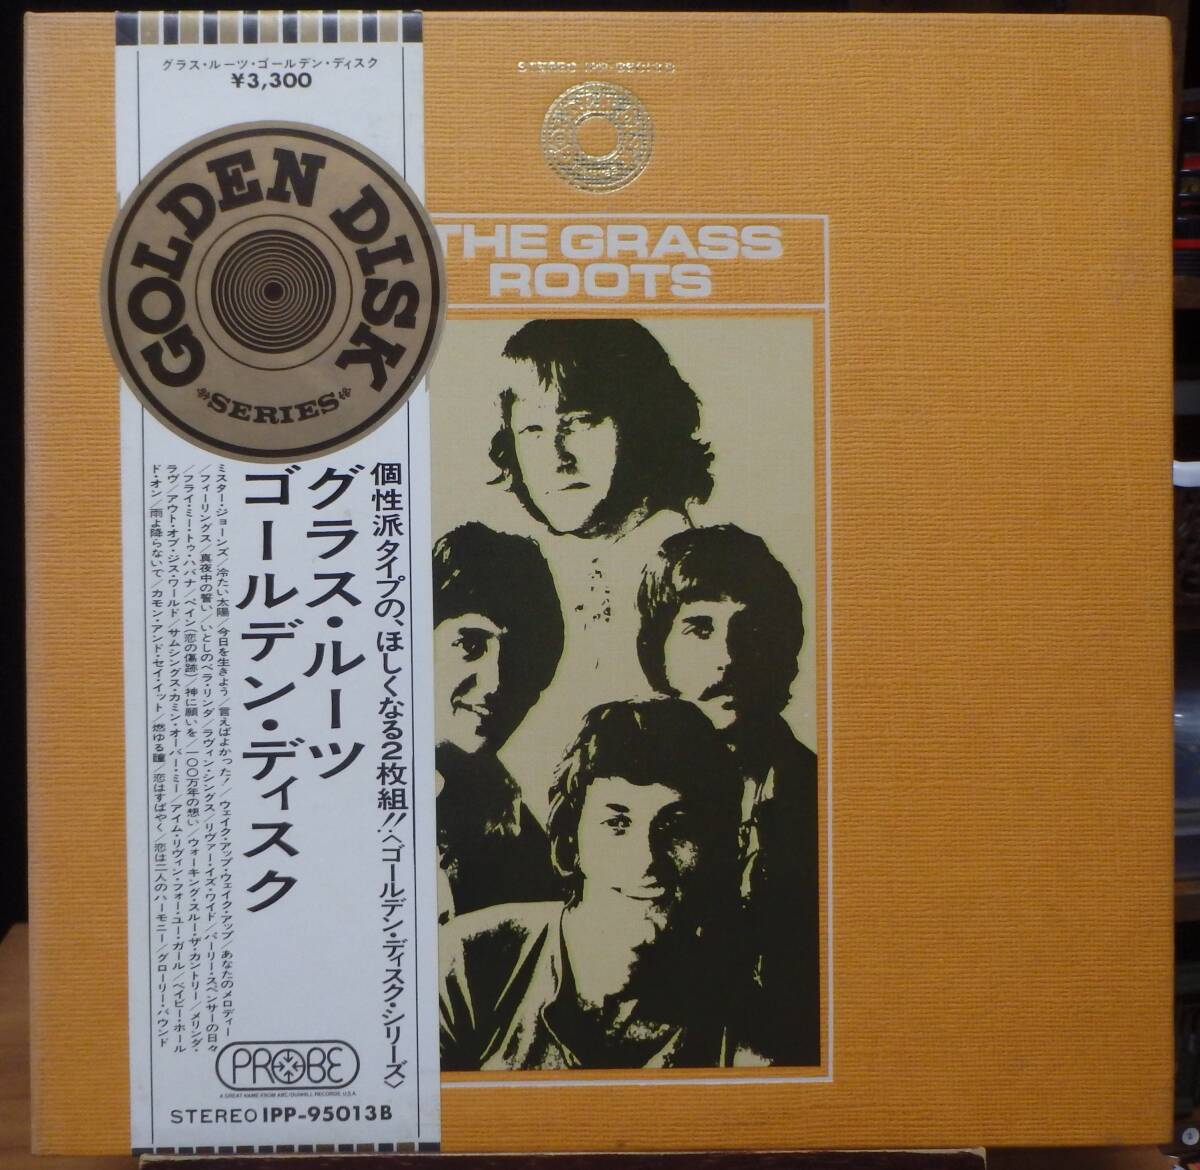 グラス・ルーツ・ゴールデン・ディスク
¥3,300
GOLDEN DISK
SERIES
STEREO IPP-95013B
THE GRASS
ROOTS
個性派タイプの、ほしくなる2枚組!!〈ゴールデン・ディスク・シリーズ〉
グラス・ルーツ
ゴールデン・ディスク
ミスター・ジョーンズ/冷たい太陽/今日を生きよう/言えばよかった!/ウェイク・アップ・ウェイク・アップ/あなたのメロディー
/フィーリングス/真夜中の誓い/いとしのベラ・リンダ/ラヴィン・シングス/リヴァー・イズ・ワイド/バーリー・スペンサーの日々
/フライ・ミー・トゥ・ハバナ/ペイン(恋の傷跡)/神に願いを/一〇〇万年の想い/ウォーキング・スルー・ザ・カントリー/メリング・
ラヴ/アウト・オブ・ジス・ワールド/サムシングス・カミン・オーバー・ミー/アイム・リヴィン・フォー・ユー・ガール/ベイビー・ホール
ド・オン/雨よ降らないで/カモン・アンド・セイ・イット/燃ゆる瞳/恋はすばやく/恋は二人のハーモニー/グローリー・バウンド
PROBE
A GREAT NAME FROM ABC/DUNHILL RECORDS, U.S.A.
STEREO IPP-95013B